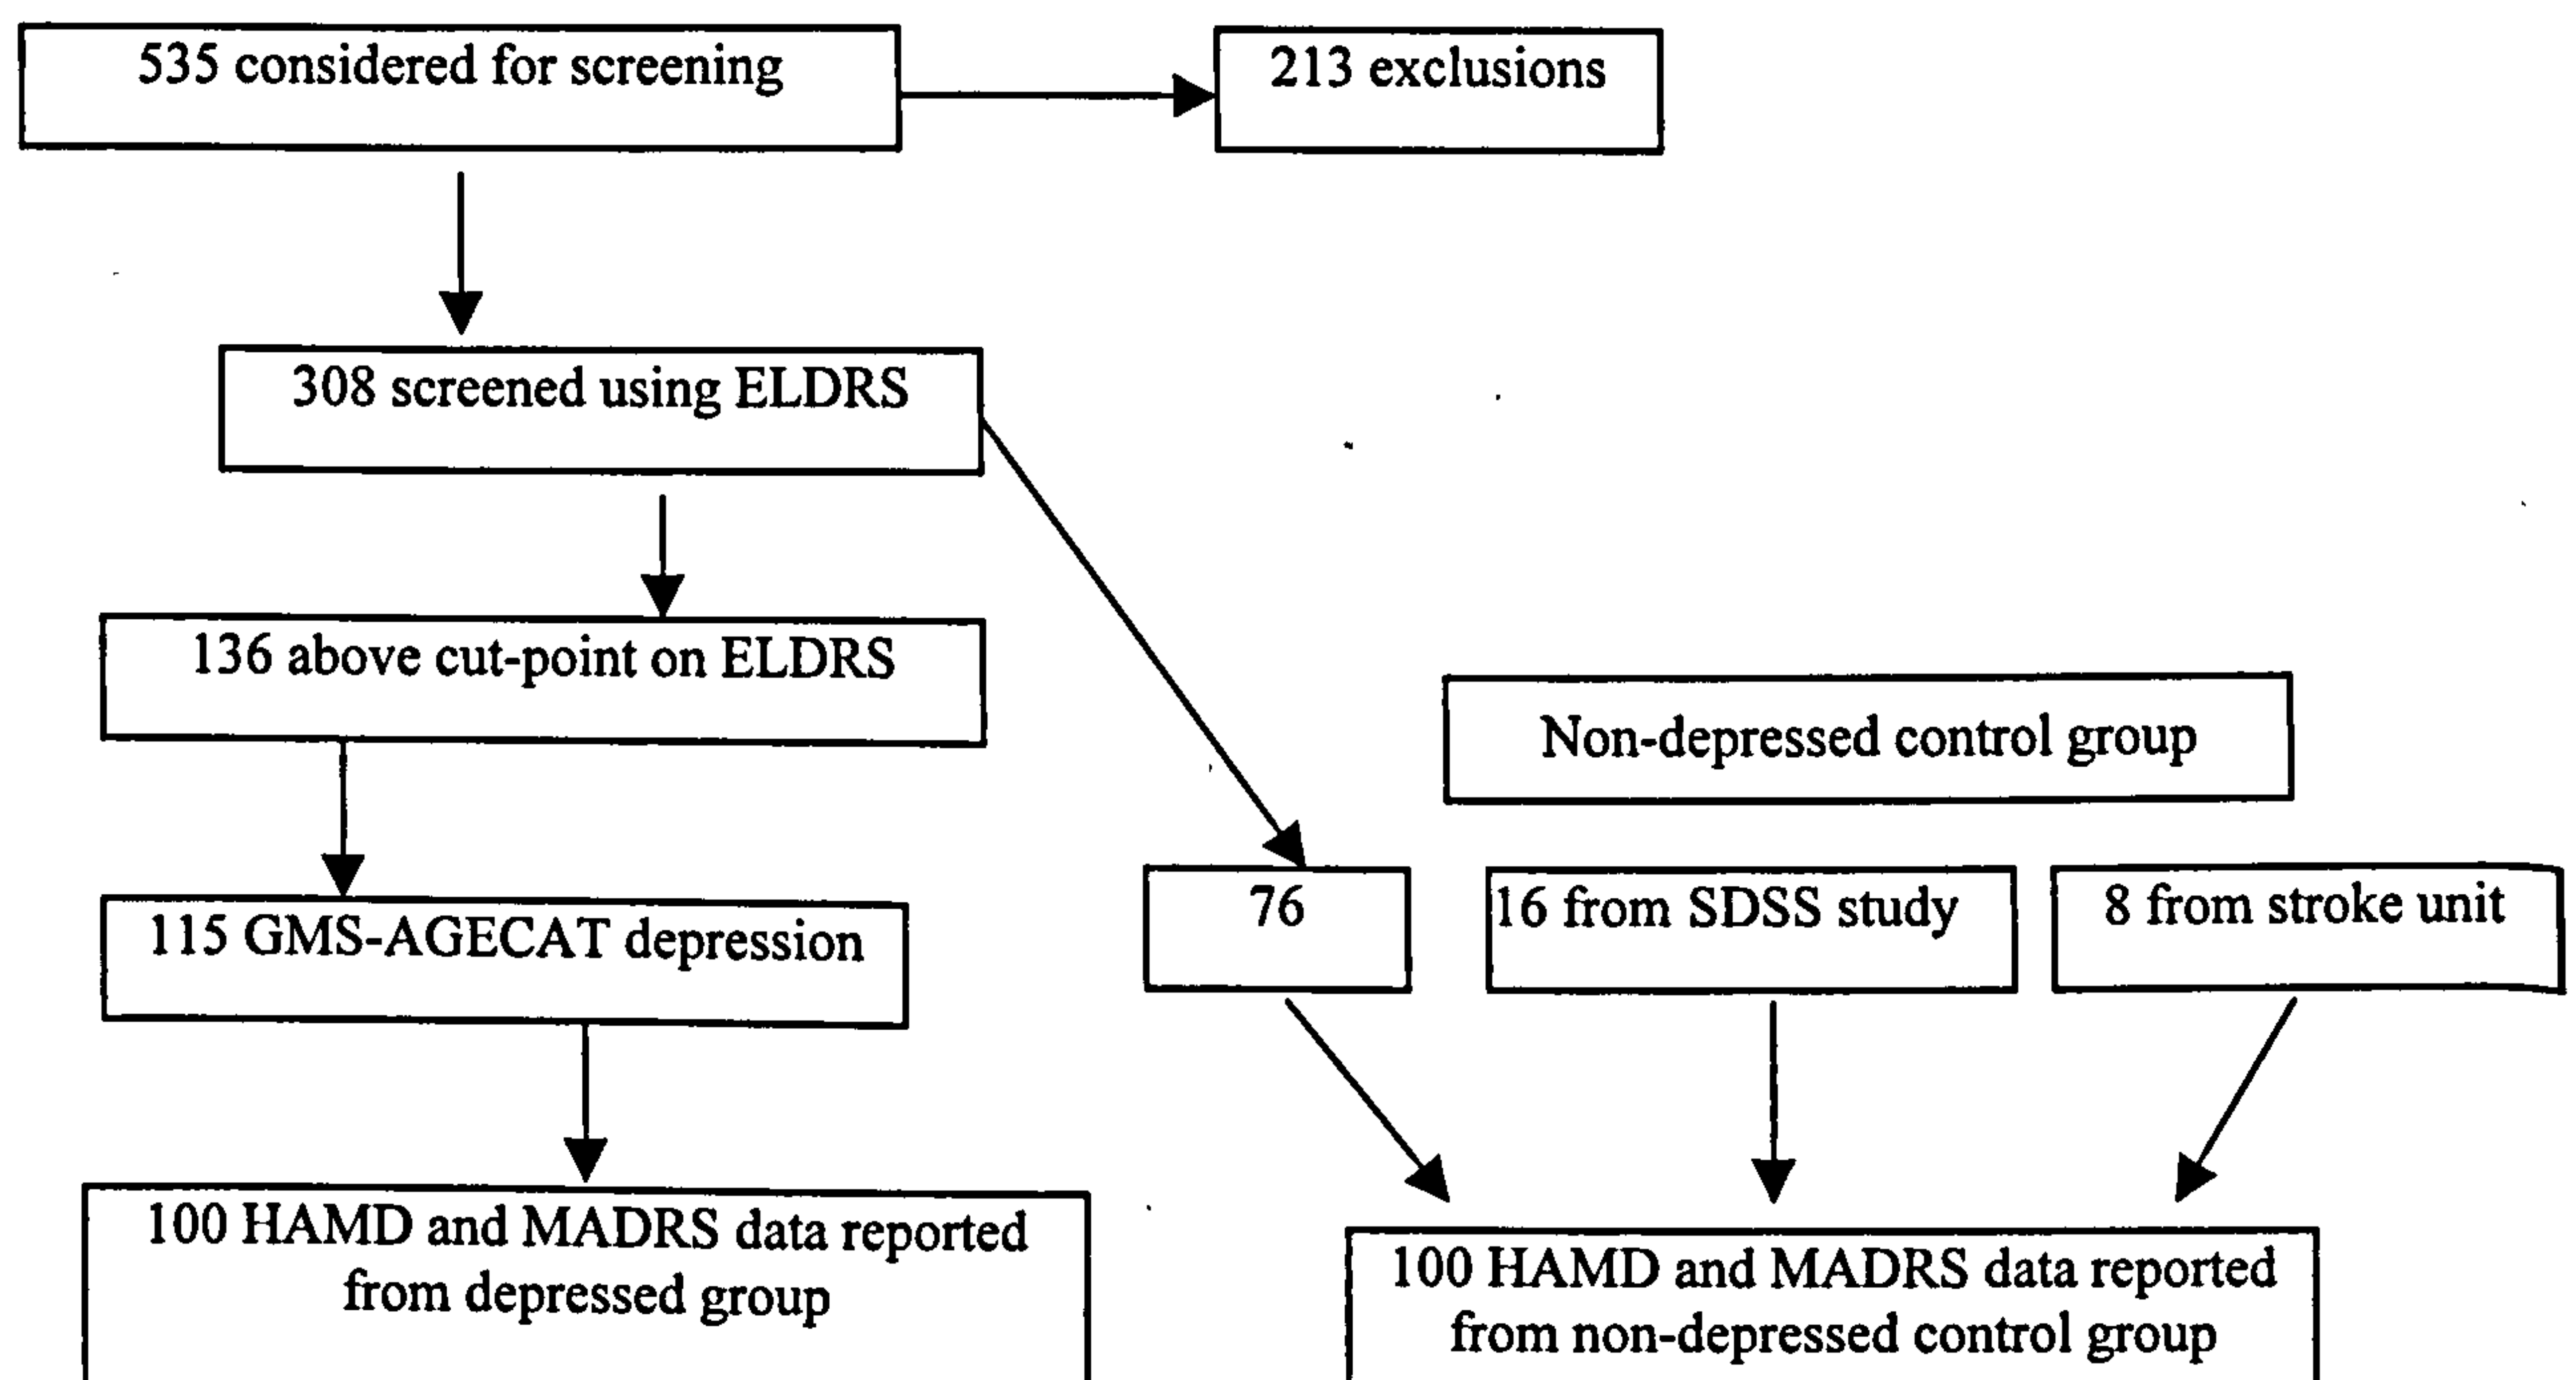 535 considered for screening
213 exclusions
308 screened using ELDRS
136 above cut-point on ELDRS
Non-depressed control group
115 GMS-AGECAT depression
76
16 from SDSS study
8 from stroke unit
100 HAMD and MADRS data reported
from depressed group
100 HAMD and MADRS data reported
from non-depressed control group